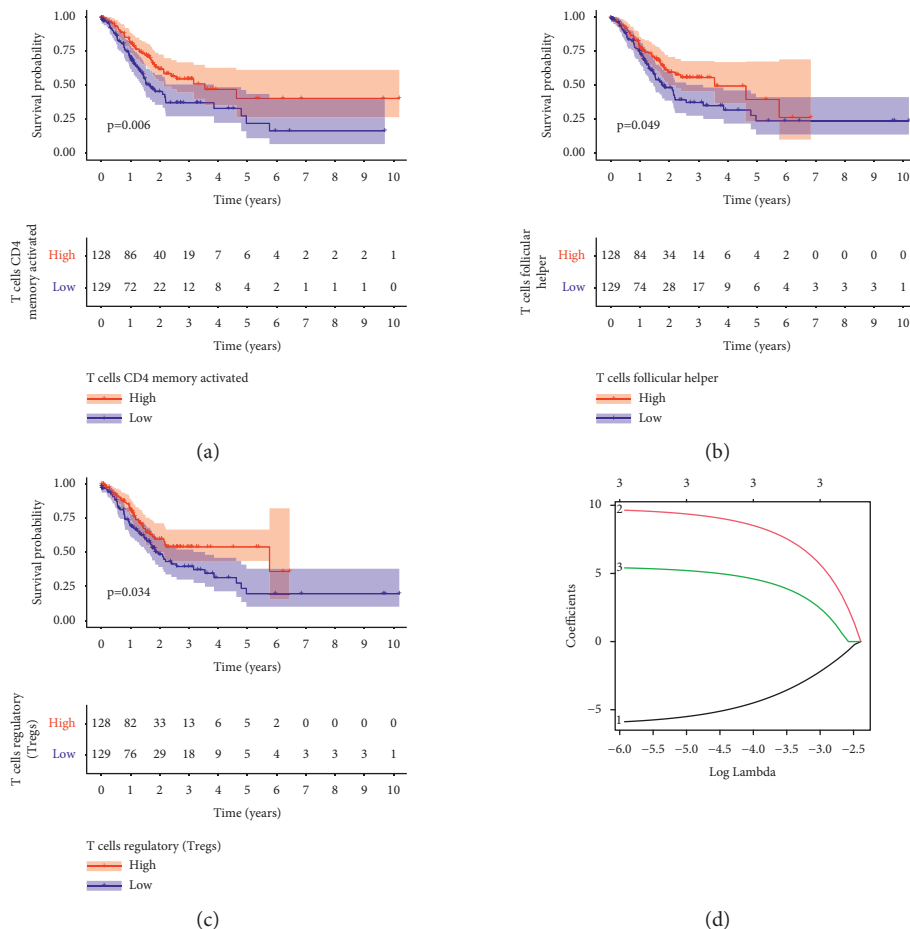 1.00
0.75
0.50
0.25
0.00
Survival probability
p=0.006
0 1 2 3 4 5 6 7 8 9 10
Time (years)
T cells CD4
memory activated
High 128 86 40 19 7 6 4 2 2 2 1
Low 129 72 22 12 8 4 2 1 1 1 0
0 1 2 3 4 5 6 7 8 9 10
Time (years)
T cells CD4 memory activated
High
Low
(a)
1.00
0.75
0.50
0.25
0.00
Survival probability
p=0.049
0 1 2 3 4 5 6 7 8 9 10
Time (years)
T cells follicular
helper
High 128 84 34 14 6 4 2 0 0 0 0
Low 129 74 28 17 9 6 4 3 3 3 1
0 1 2 3 4 5 6 7 8 9 10
Time (years)
T cells follicular helper
High
Low
(b)
1.00
0.75
0.50
0.25
0.00
Survival probability
p=0.034
0 1 2 3 4 5 6 7 8 9 10
Time (years)
T cells regulatory
(Tregs)
High 128 82 33 13 6 5 2 0 0 0 0
Low 129 76 29 18 9 5 4 3 3 3 1
0 1 2 3 4 5 6 7 8 9 10
Time (years)
T cells regulatory (Tregs)
High
Low
(c)
3 3 3 3
10
5
0
−5
Coefficients
2
3
1
−6.0 −5.5 −5.0 −4.5 −4.0 −3.5 −3.0 −2.5
Log Lambda
(d)